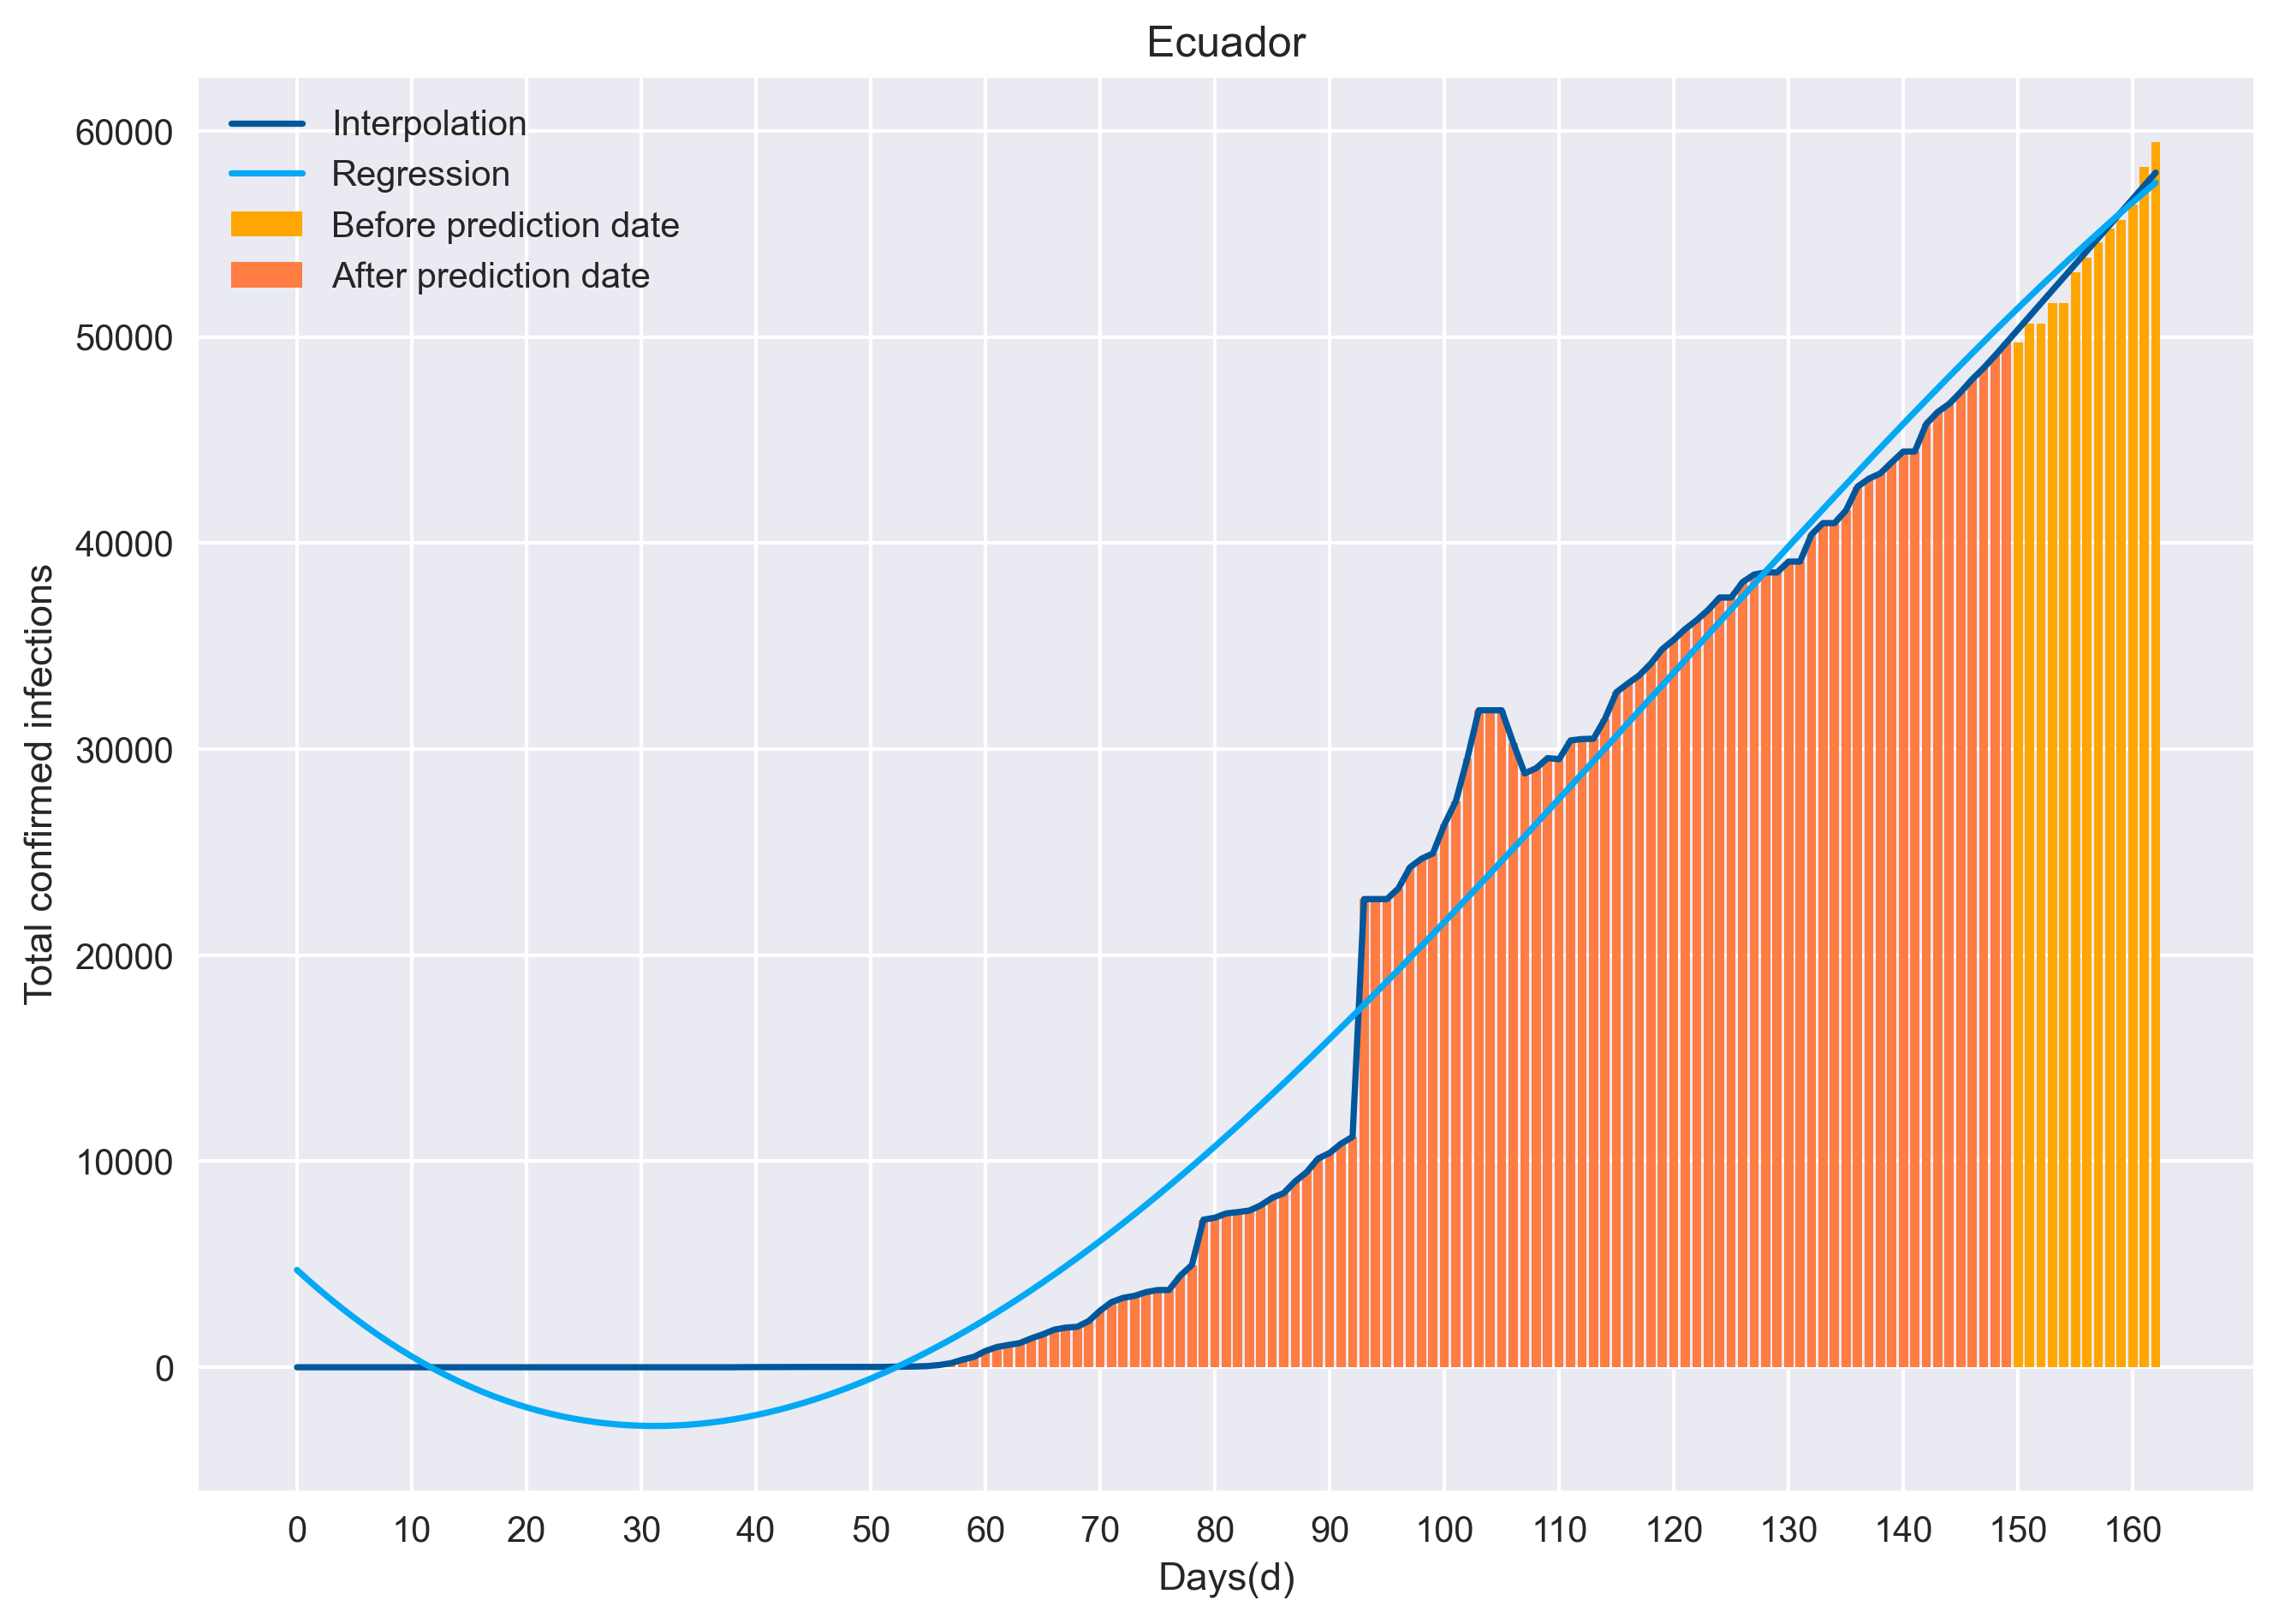 Ecuador
Interpolation
Regression
Before prediction date
After prediction date
60000
50000
40000
30000
20000
10000
0
Total confirmed infections
0 10 20 30 40 50 60 70 80 90 100 110 120 130 140 150 160
Days(d)